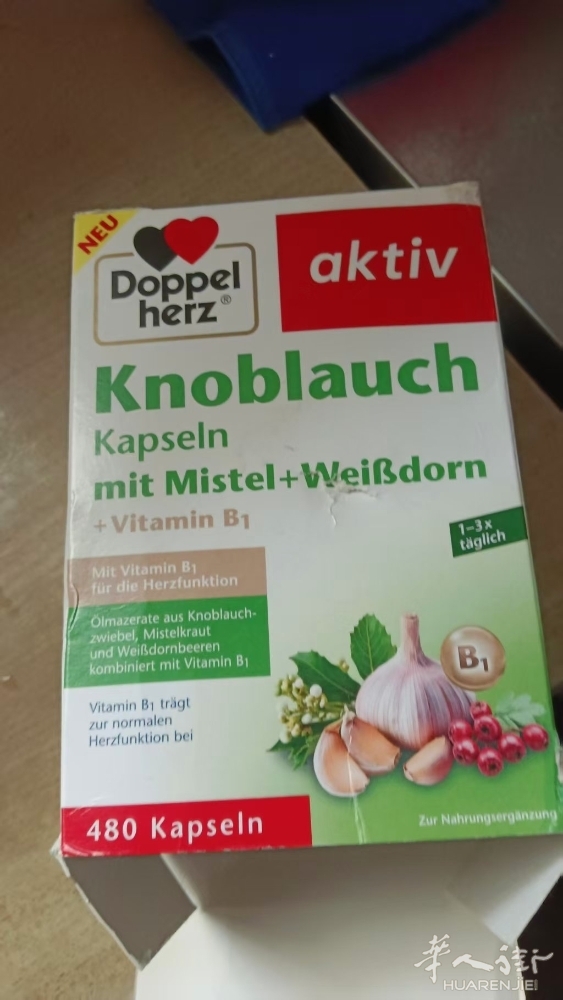 NEU
Doppel
herz®
aktiv
Knoblauch
Kapseln
mit Mistel+Weißdorn
+Vitamin B1
1–3x
täglich
Mit Vitamin B1
für die Herzfunktion
Ölmazerate aus Knoblauch-
zwiebel, Mistelkraut
und Weißdornbeeren
kombiniert mit Vitamin B1
B1
Vitamin B1 trägt
zur normalen
Herzfunktion bei
480 Kapseln
Zur Nahrungsergänzung
华人街
HUARENJIE